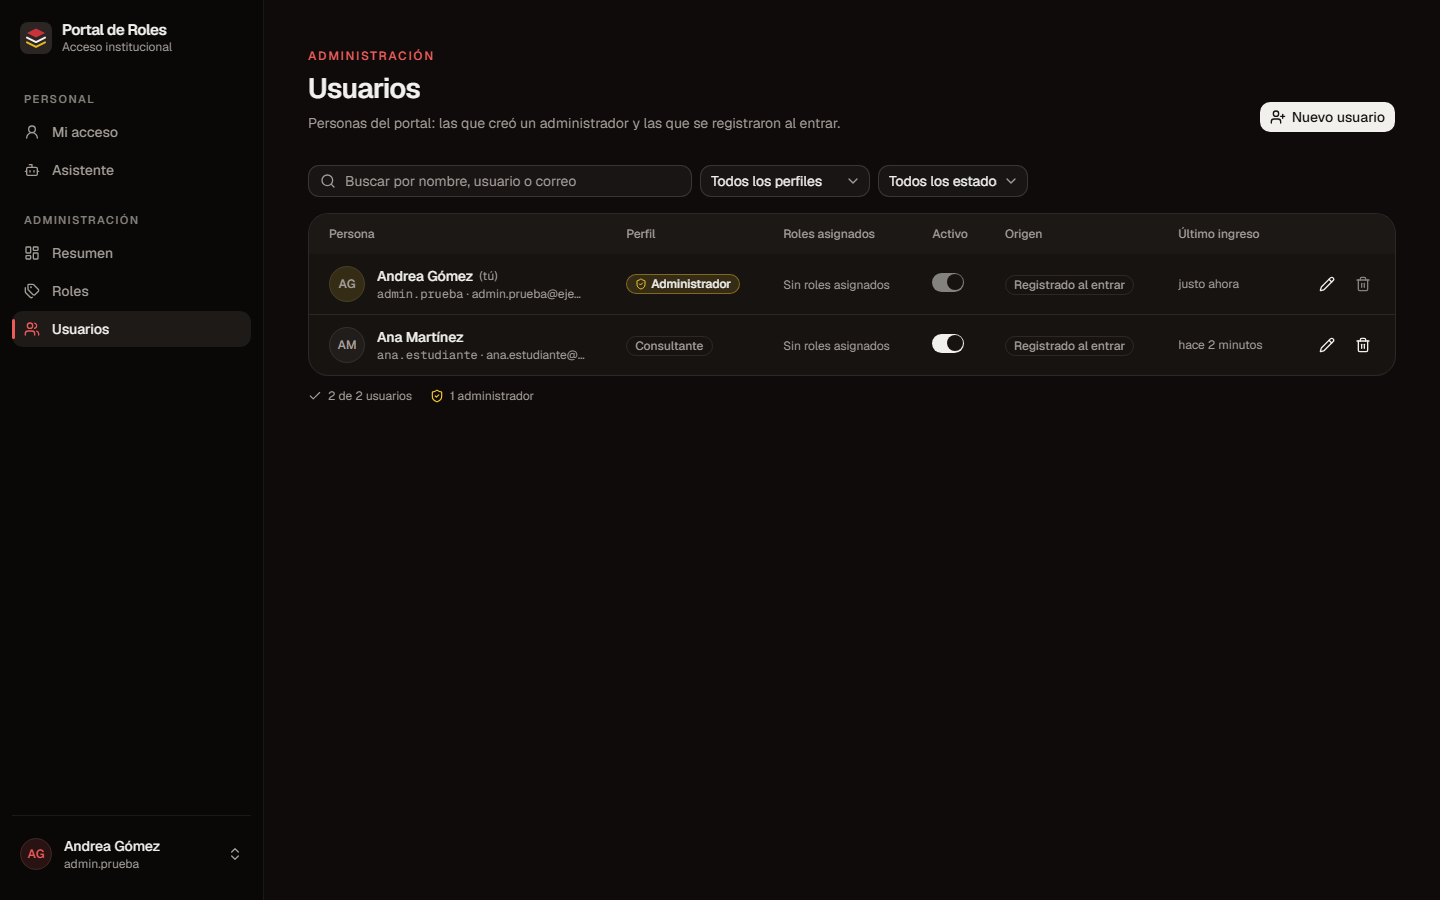 Portal de Roles
Acceso institucional
PERSONAL
Mi acceso
Asistente
ADMINISTRACIÓN
Resumen
Roles
Usuarios
AG
Andrea Gómez
admin.prueba
ADMINISTRACIÓN
Usuarios
Personas del portal: las que creó un administrador y las que se registraron al entrar.
Nuevo usuario
Buscar por nombre, usuario o correo
Todos los perfiles
Todos los estado
Persona Perfil Roles asignados Activo Origen Último ingreso
AG Andrea Gómez (tú) Administrador Sin roles asignados Registrado al entrar justo ahora
admin.prueba · admin.prueba@eje…
AM Ana Martínez Consultante Sin roles asignados Registrado al entrar hace 2 minutos
ana.estudiante · ana.estudiante@…
2 de 2 usuarios 1 administrador